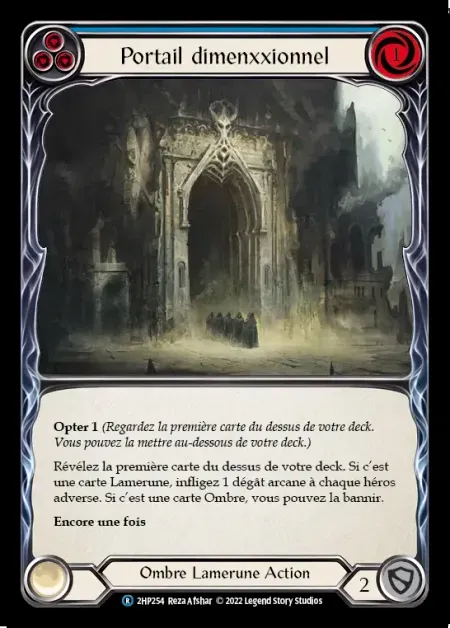 Portail dimenxxionnel
1
Opter 1 (Regardez la première carte du dessus de votre deck.
Vous pouvez la mettre au-dessous de votre deck.)
Révélez la première carte du dessus de votre deck. Si c´est
une carte Lamerune, infligez 1 dégât arcane à chaque héros
adverse. Si c´est une carte Ombre, vous pouvez la bannir.
Encore une fois
Ombre Lamerune Action
2
R 2HP254 Reza Afshar © 2022 Legend Story Studios